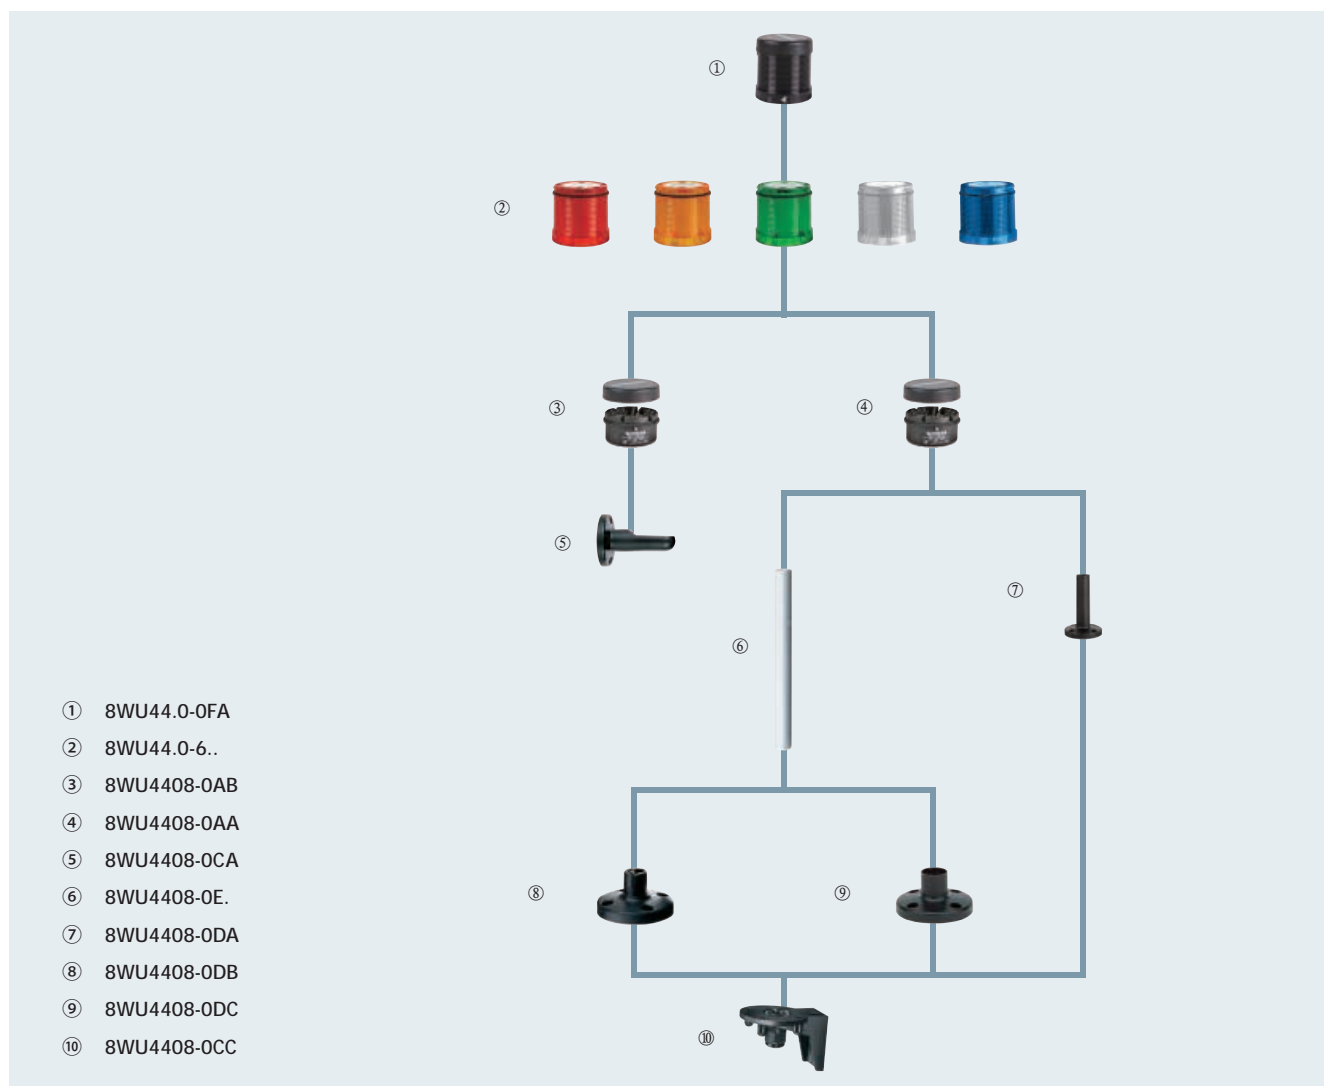 ①
②
③
④
⑤
⑦
⑥
① 8WU44.0-0FA
② 8WU44.0-6..
③ 8WU4408-0AB
④ 8WU4408-0AA
⑤ 8WU4408-0CA
⑥ 8WU4408-0E.
⑦ 8WU4408-0DA
⑧ 8WU4408-0DB
⑨ 8WU4408-0DC
⑩ 8WU4408-0CC
⑧
⑨
⑩